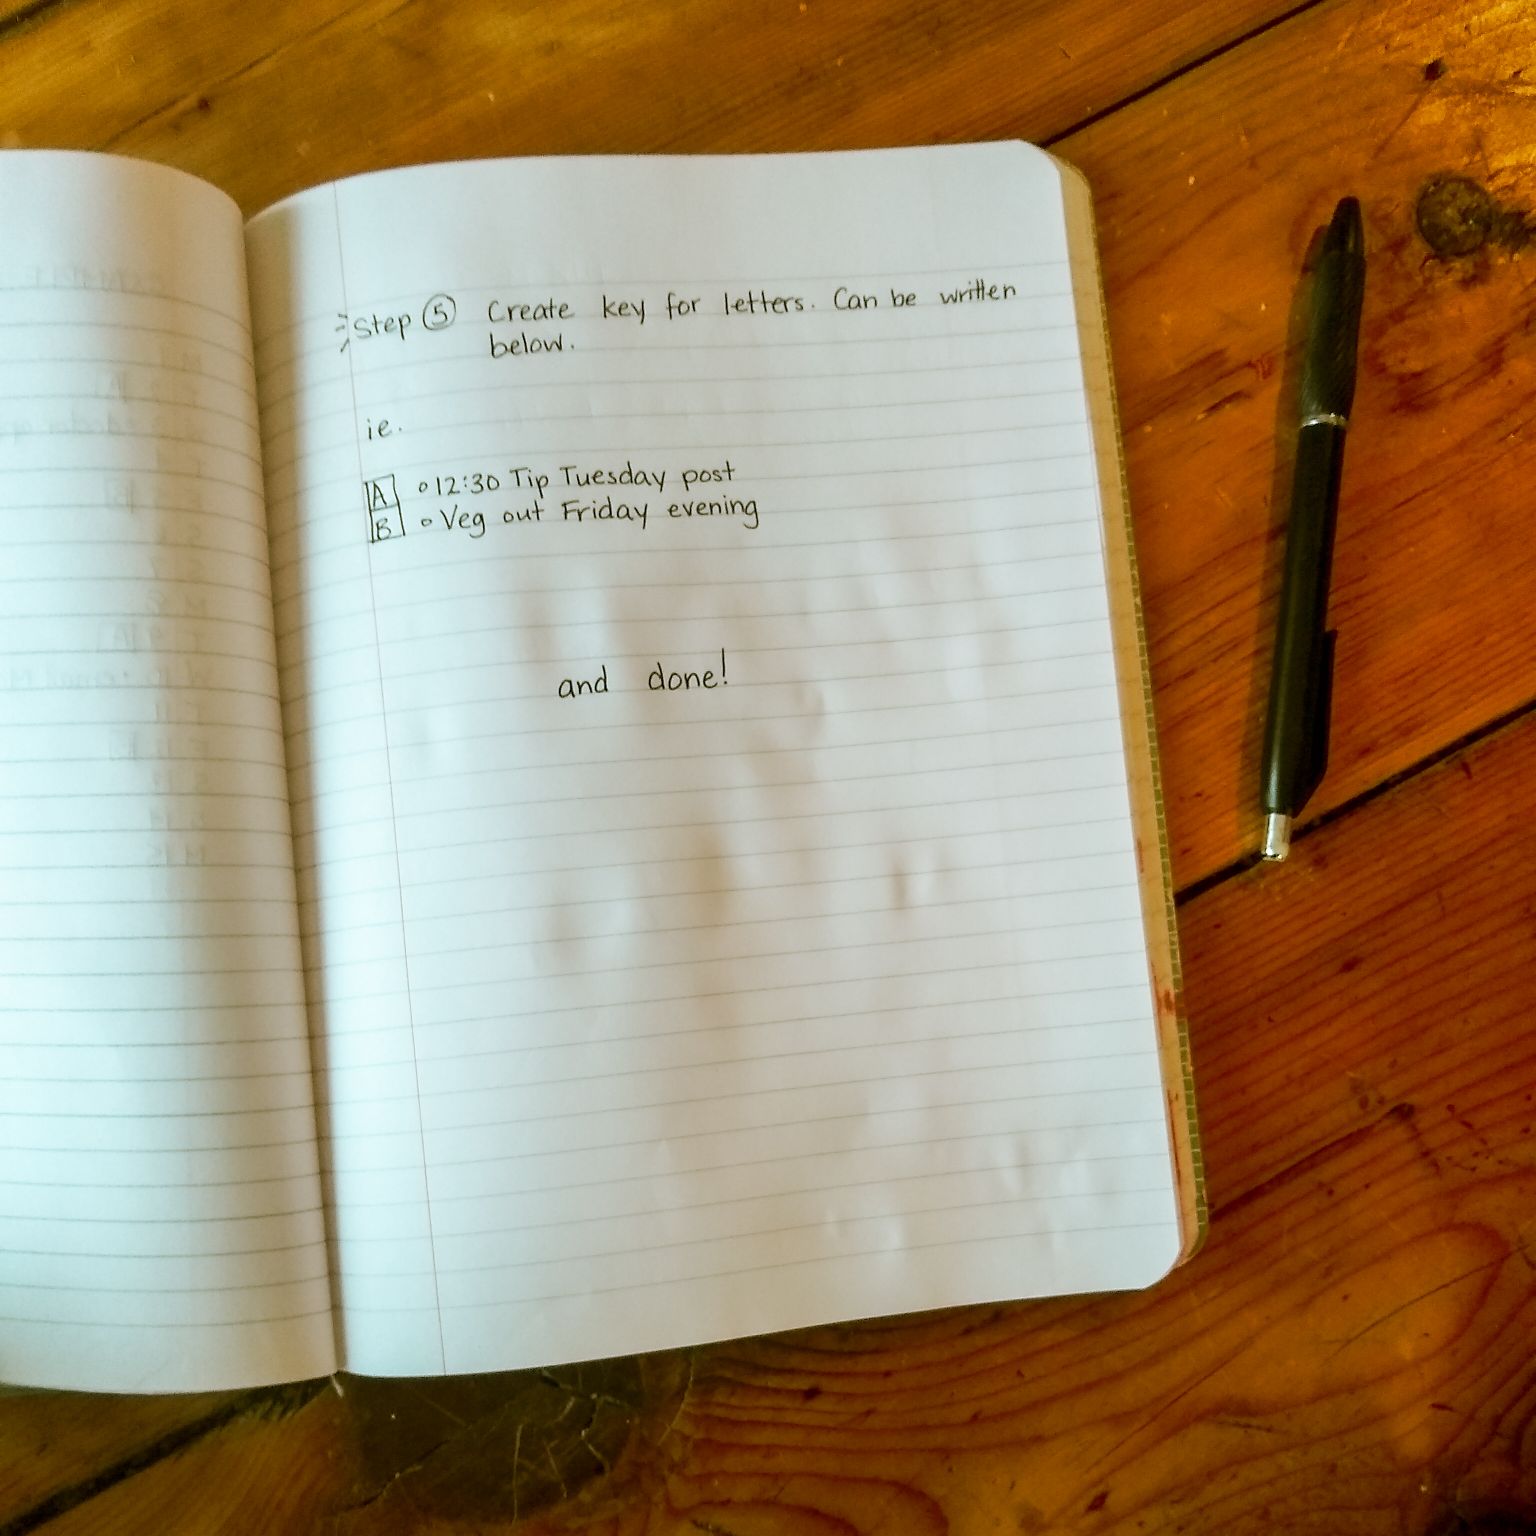 Step ⑤ Create key for letters. Can be written
below.
ie.
A ∘ 12:30 Tip Tuesday post
B ∘ Veg out Friday evening
and done!